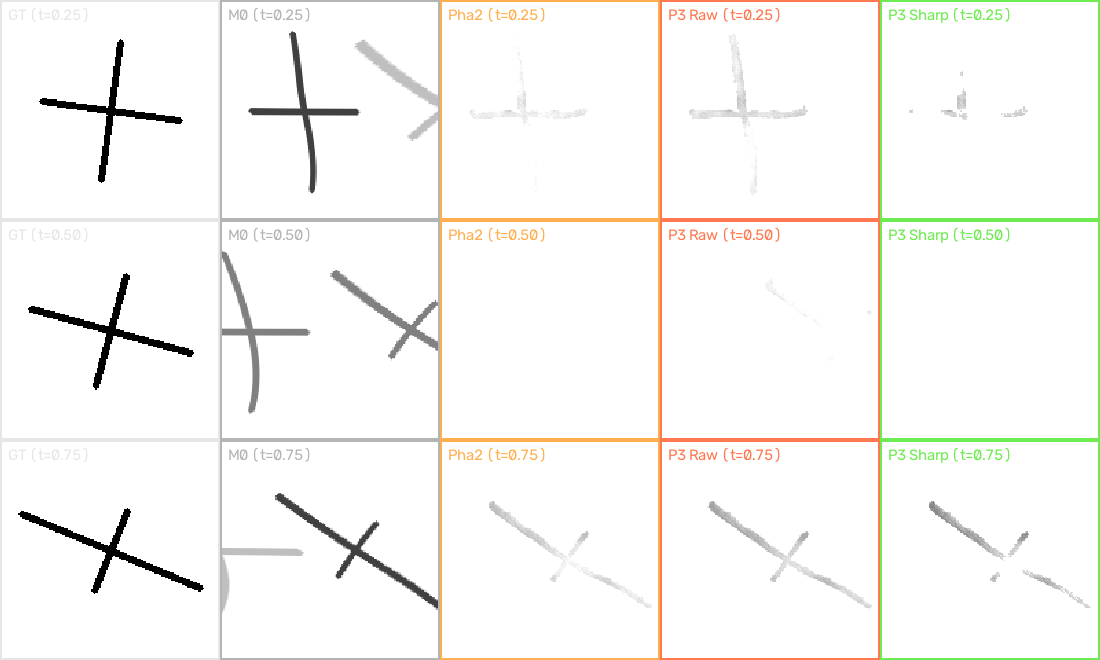 GT (t=0.25) M0 (t=0.25) Pha2 (t=0.25) P3 Raw (t=0.25) P3 Sharp (t=0.25)
GT (t=0.50) M0 (t=0.50) Pha2 (t=0.50) P3 Raw (t=0.50) P3 Sharp (t=0.50)
GT (t=0.75) M0 (t=0.75) Pha2 (t=0.75) P3 Raw (t=0.75) P3 Sharp (t=0.75)